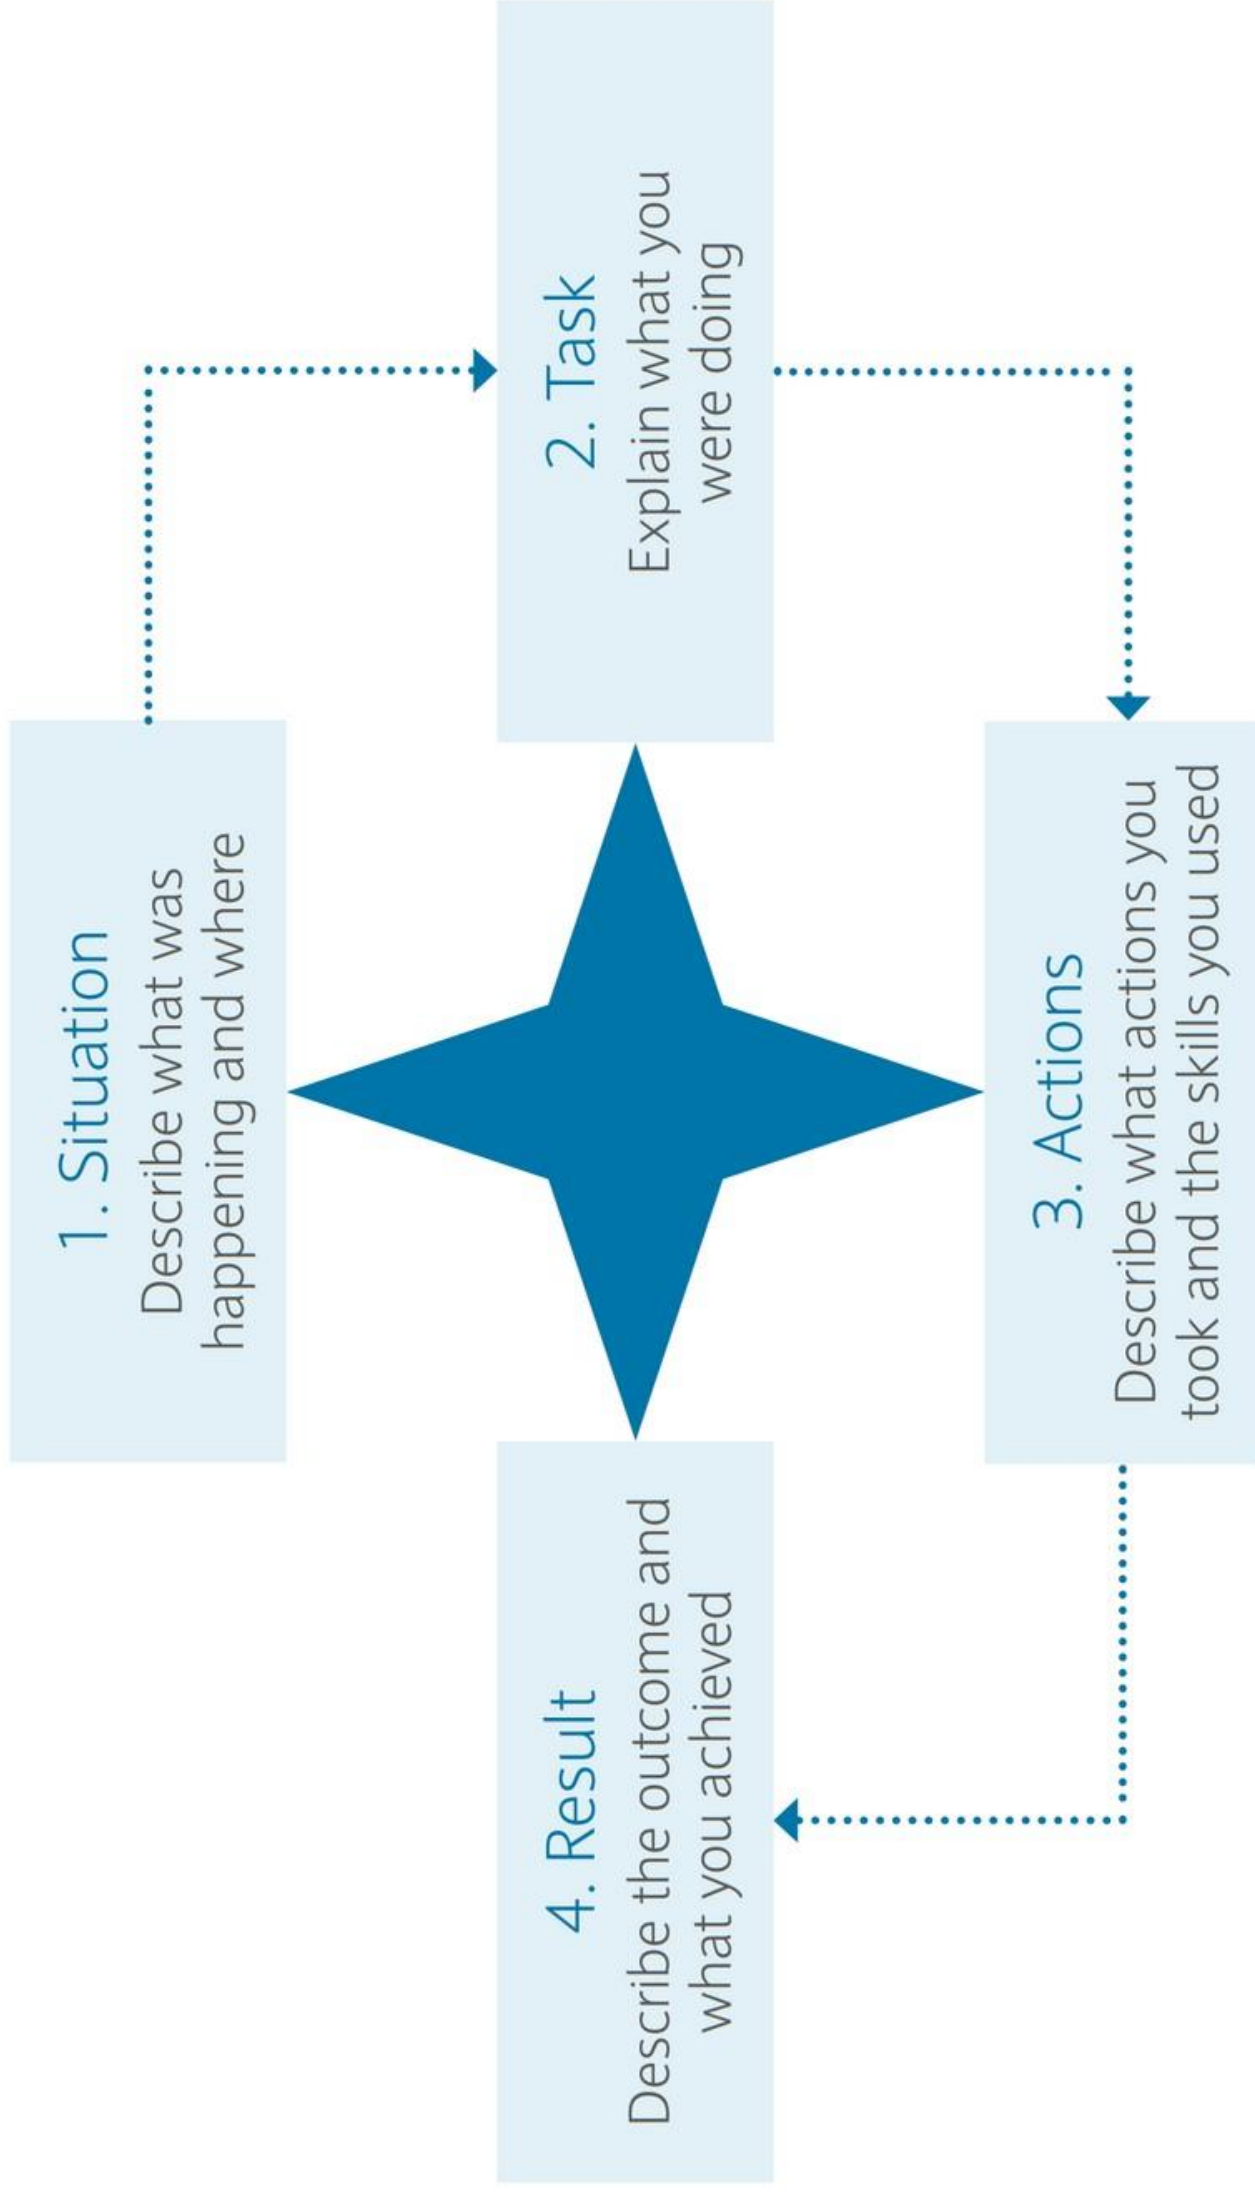 1. Situation
Describe what was
happening and where
2. Task
Explain what you
were doing
3. Actions
Describe what actions you
took and the skills you used
4. Result
Describe the outcome and
what you achieved